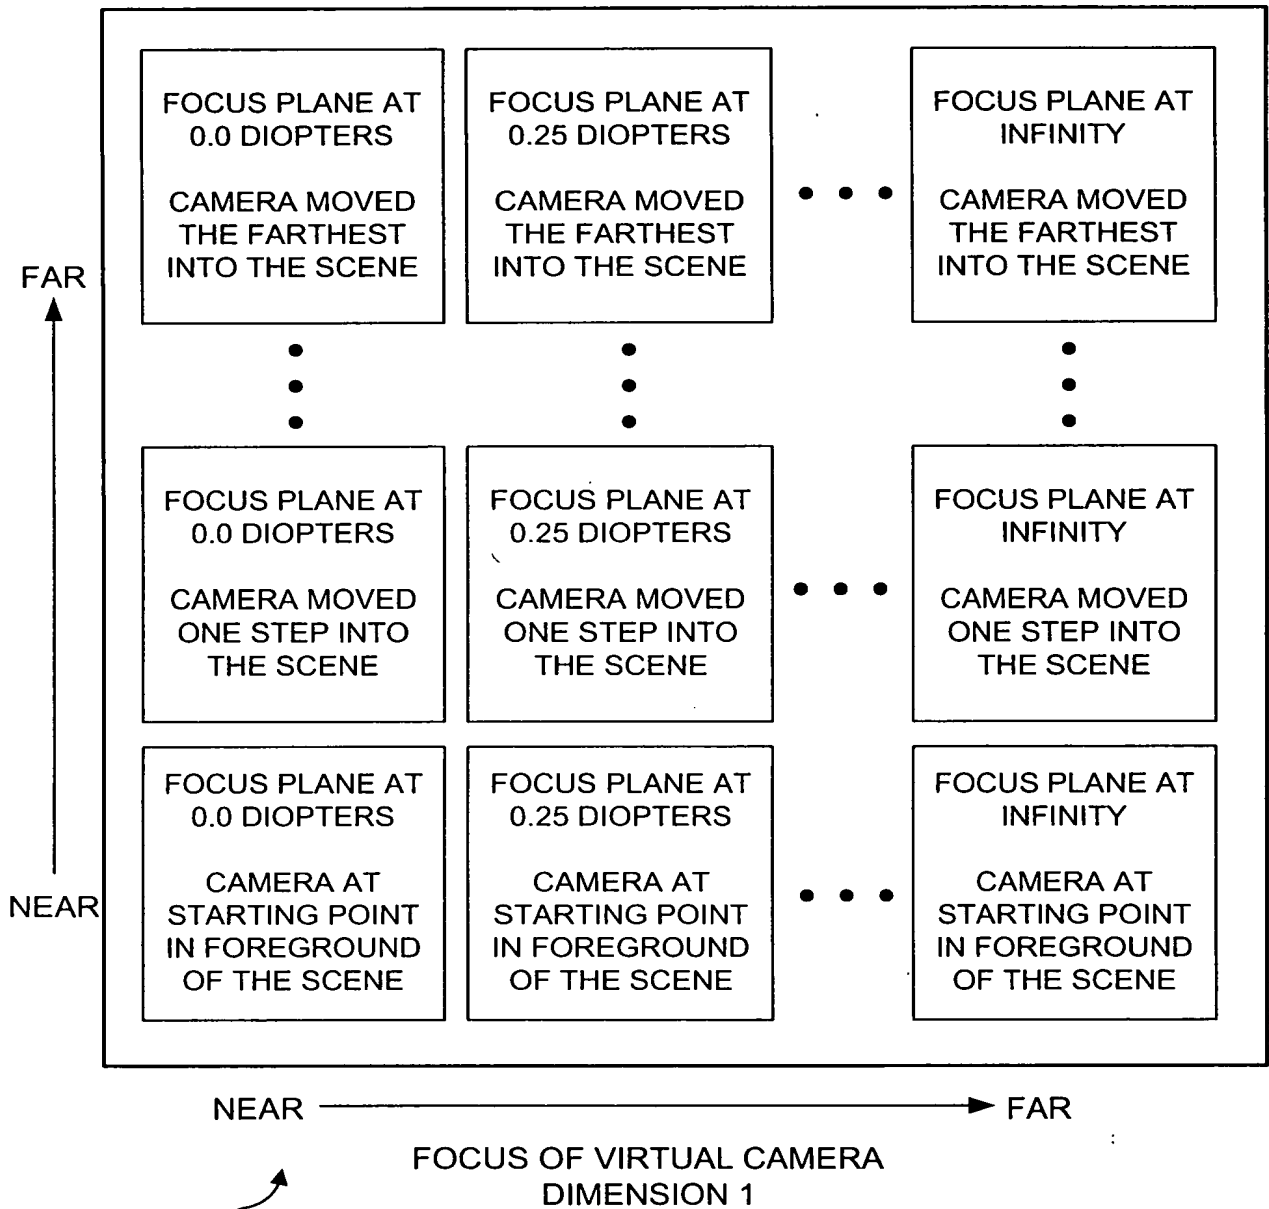 FOCUS PLANE AT
0.0 DIOPTERS
CAMERA MOVED
THE FARTHEST
INTO THE SCENE
FOCUS PLANE AT
0.25 DIOPTERS
CAMERA MOVED
THE FARTHEST
INTO THE SCENE
FOCUS PLANE AT
INFINITY
CAMERA MOVED
THE FARTHEST
INTO THE SCENE
FAR
FOCUS PLANE AT
0.0 DIOPTERS
CAMERA MOVED
ONE STEP INTO
THE SCENE
FOCUS PLANE AT
0.25 DIOPTERS
CAMERA MOVED
ONE STEP INTO
THE SCENE
FOCUS PLANE AT
INFINITY
CAMERA MOVED
ONE STEP INTO
THE SCENE
FOCUS PLANE AT
0.0 DIOPTERS
CAMERA AT
STARTING POINT
IN FOREGROUND
OF THE SCENE
FOCUS PLANE AT
0.25 DIOPTERS
CAMERA AT
STARTING POINT
IN FOREGROUND
OF THE SCENE
FOCUS PLANE AT
INFINITY
CAMERA AT
STARTING POINT
IN FOREGROUND
OF THE SCENE
NEAR
NEAR
FAR
FOCUS OF VIRTUAL CAMERA
DIMENSION 1